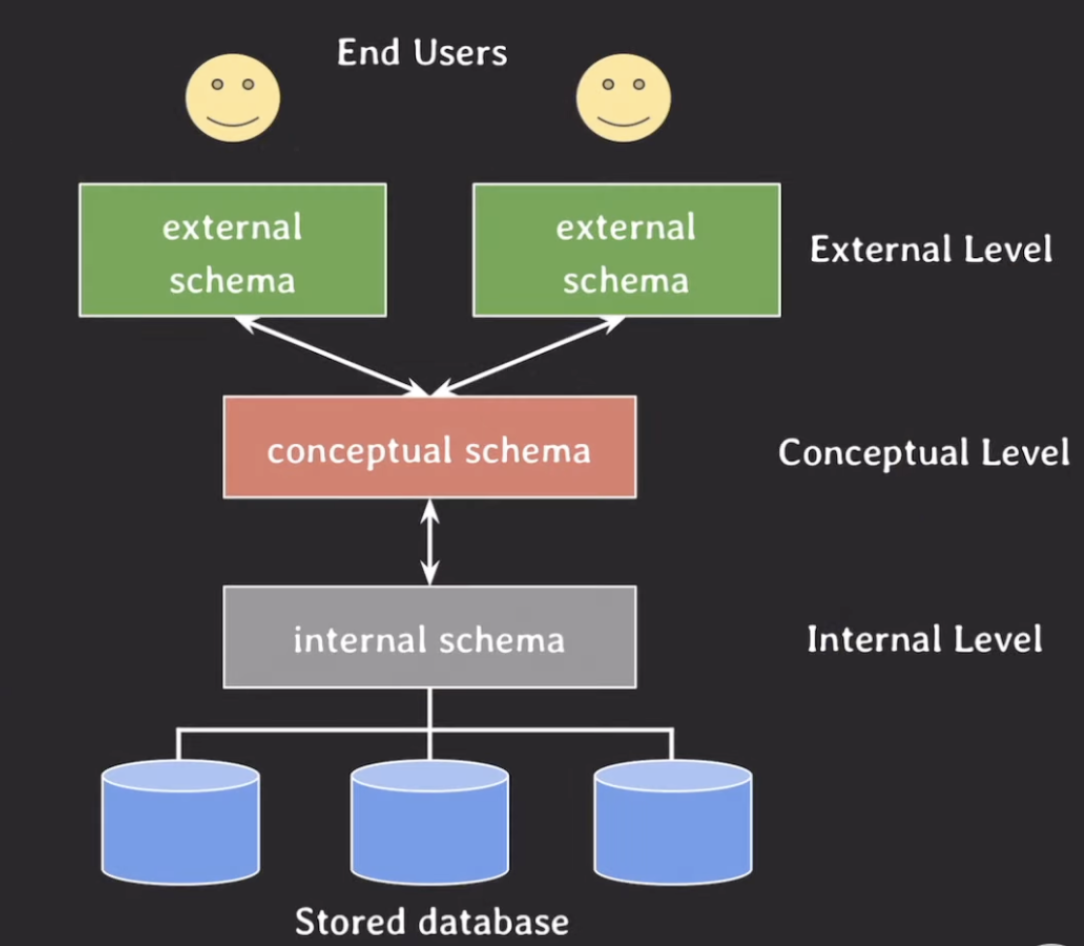 End Users
external
schema
external
schema
External Level
conceptual schema
Conceptual Level
internal schema
Internal Level
Stored database